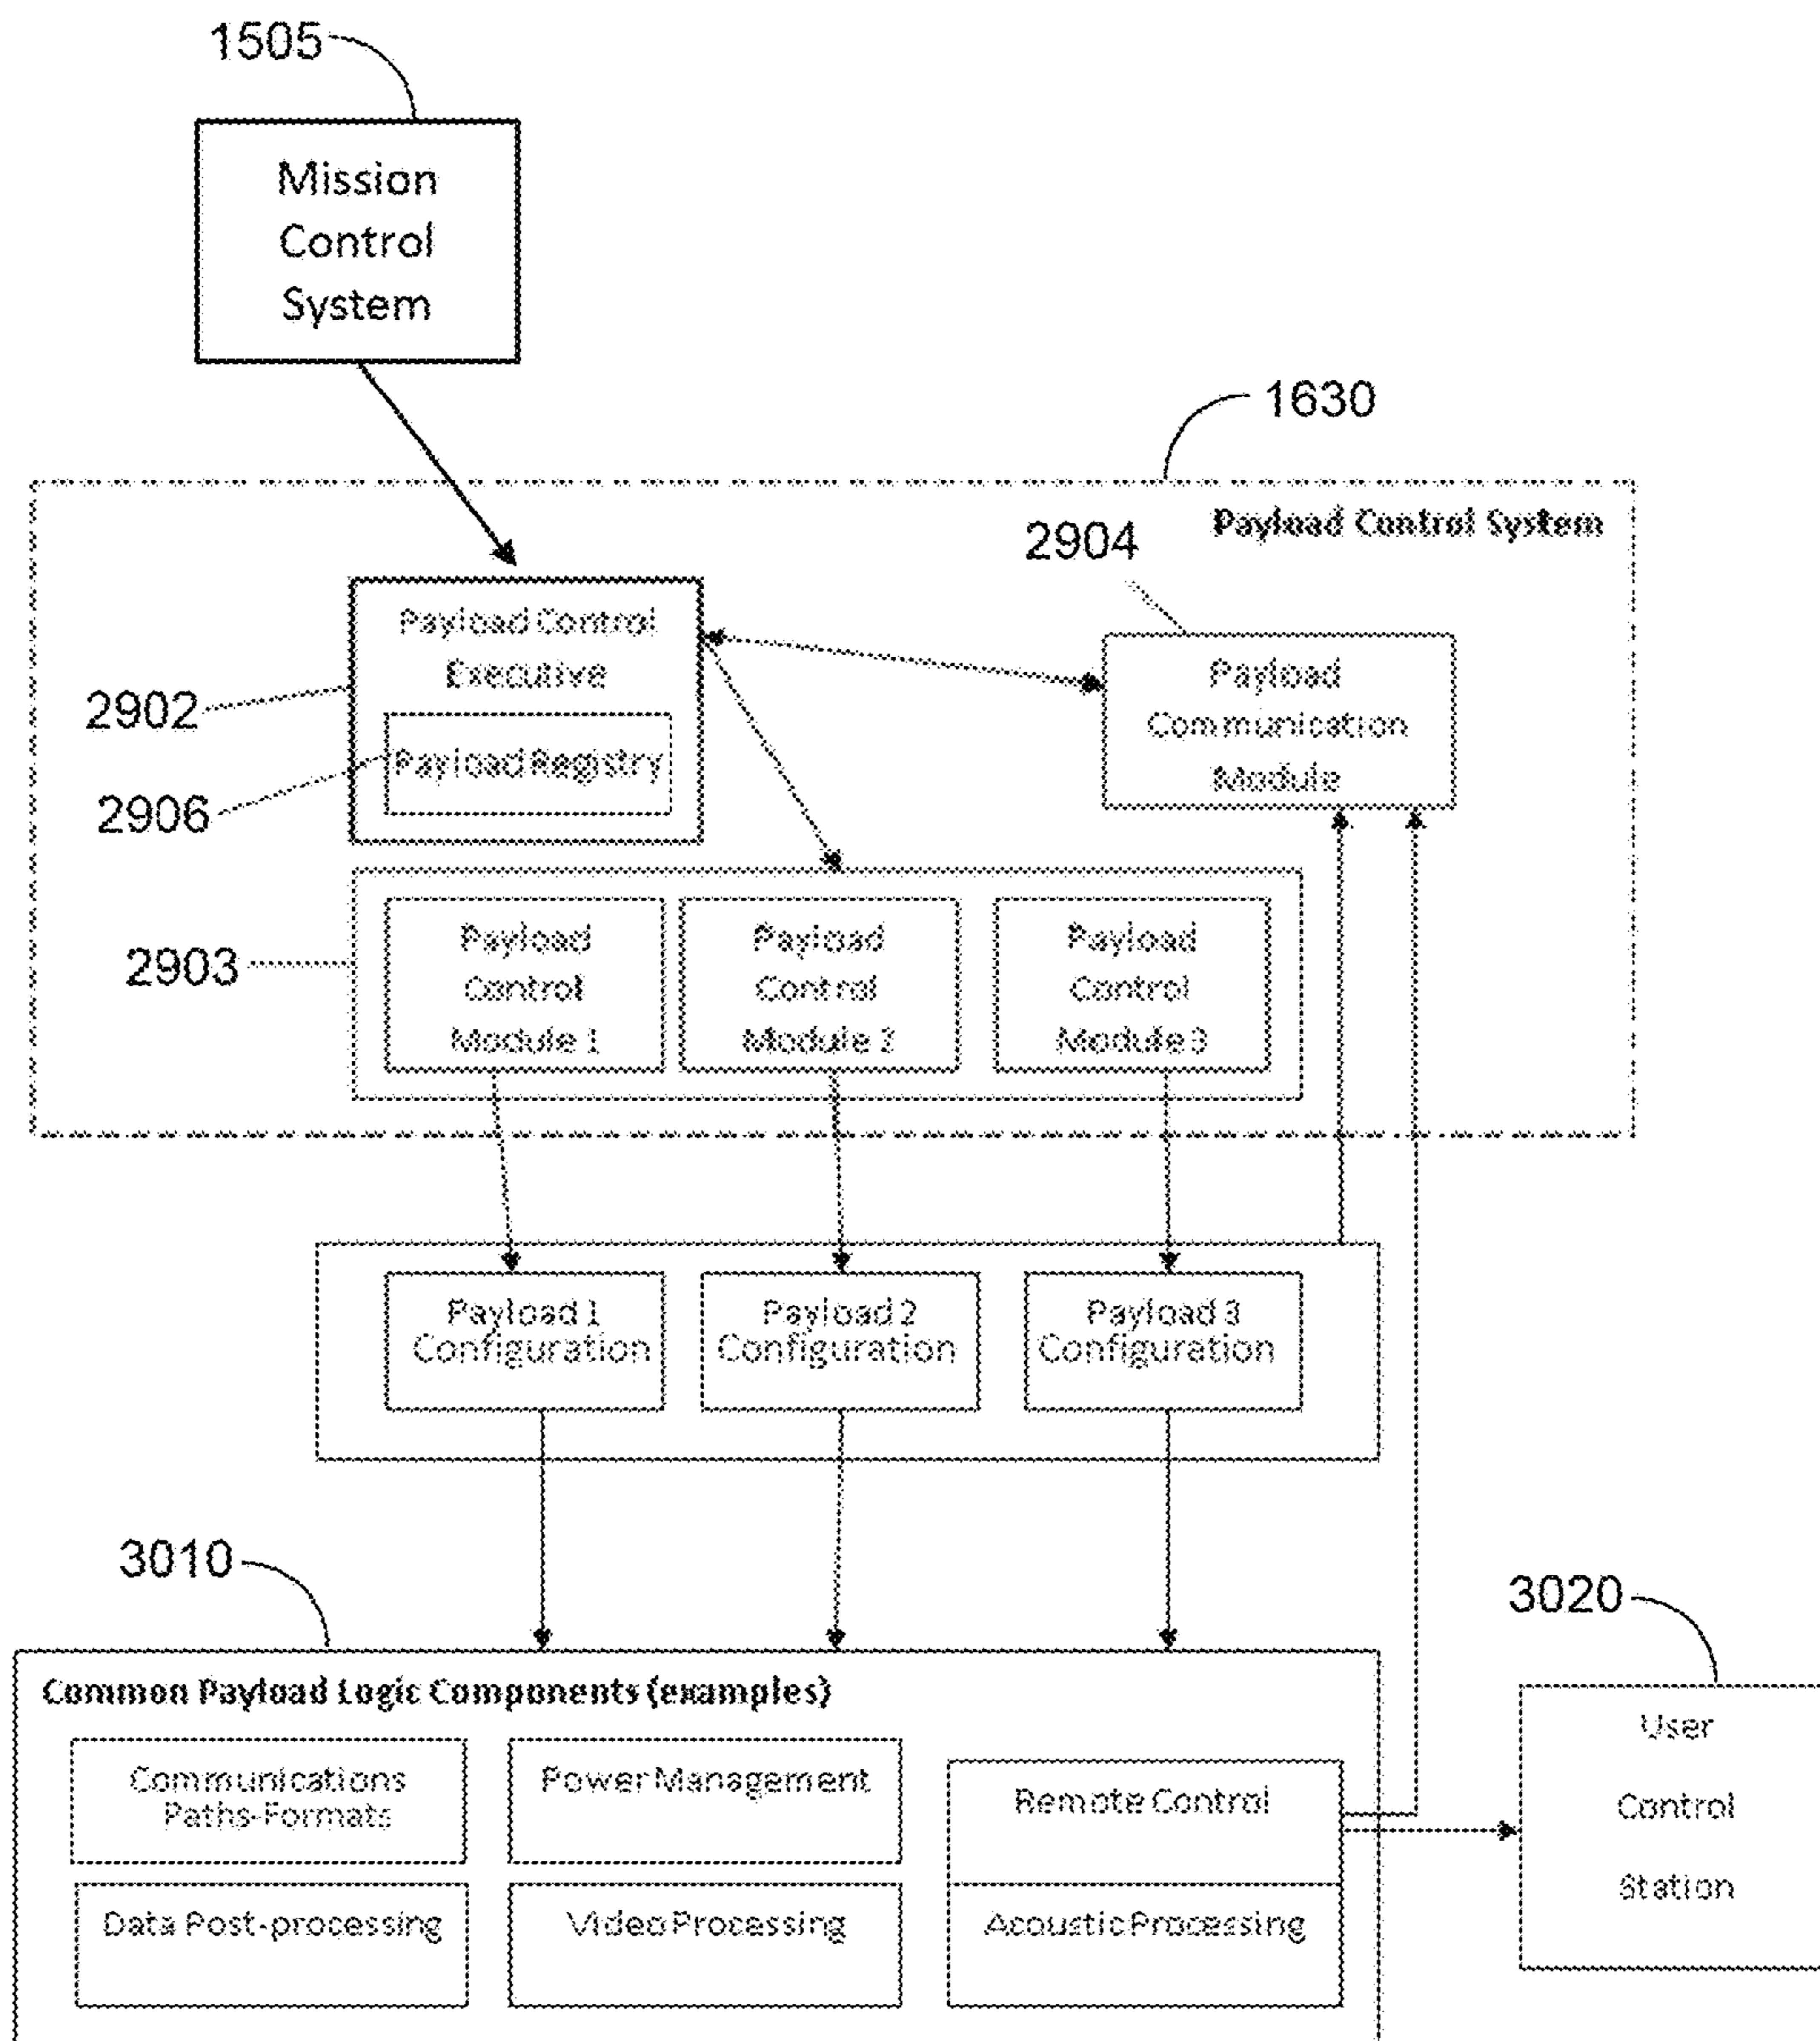 1505
Mission
Control
System
1630
Payload Control System
2904
Payload Control
Executive
2902
Payload Registry
2906
Payload
Communication
Module
2903
Payload
Control
Module 1
Payload
Control
Module 2
Payload
Control
Module 3
Payload 1
Configuration
Payload 2
Configuration
Payload 3
Configuration
3010
3020
Common Payload Logic Components (examples)
Communications
Paths-Formats
Power Management
Remote Control
Data Post-processing
Video Processing
Acoustic Processing
User
Control
Station